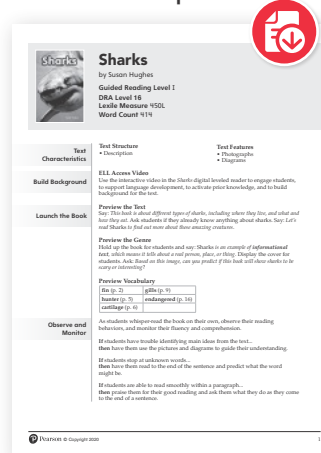 Sharks
Sharks
by Susan Hughes
Guided Reading Level I
DRA Level 16
Lexile Measure 450L
Word Count 414
Text
Characteristics
Text Structure
• Description
Text Features
• Photographs
• Diagrams
Build Background
ELL Access Video
Use the interactive video in the Sharks digital leveled reader to engage students,
to support language development, to activate prior knowledge, and to build
background for the text.
Launch the Book
Preview the Text
Say: This book is about different types of sharks, including where they live, and what and
how they eat. Ask students if they already know anything about sharks. Say: Let's
read Sharks to find out more about these amazing creatures.
Preview the Genre
Hold up the book for students and say: Sharks is an example of informational
text, which means it tells about a real person, place, or thing. Display the cover for
students. Ask: Based on this image, can you predict if this book will show sharks to be
scary or interesting?
Preview Vocabulary
fin (p. 2) gills (p. 9)
hunter (p. 5) endangered (p. 16)
cartilage (p. 6)
Observe and
Monitor
As students whisper-read the book on their own, observe their reading
behaviors, and monitor their fluency and comprehension.
If students have trouble identifying main ideas from the text...
then have them use the pictures and diagrams to guide their understanding.
If students stop at unknown words...
then have them read to the end of the sentence and predict what the word
might be.
If students are able to read smoothly within a paragraph...
then praise them for their good reading and ask them what they do as they come
to the end of a sentence.
Pearson © Copyright 2020
1